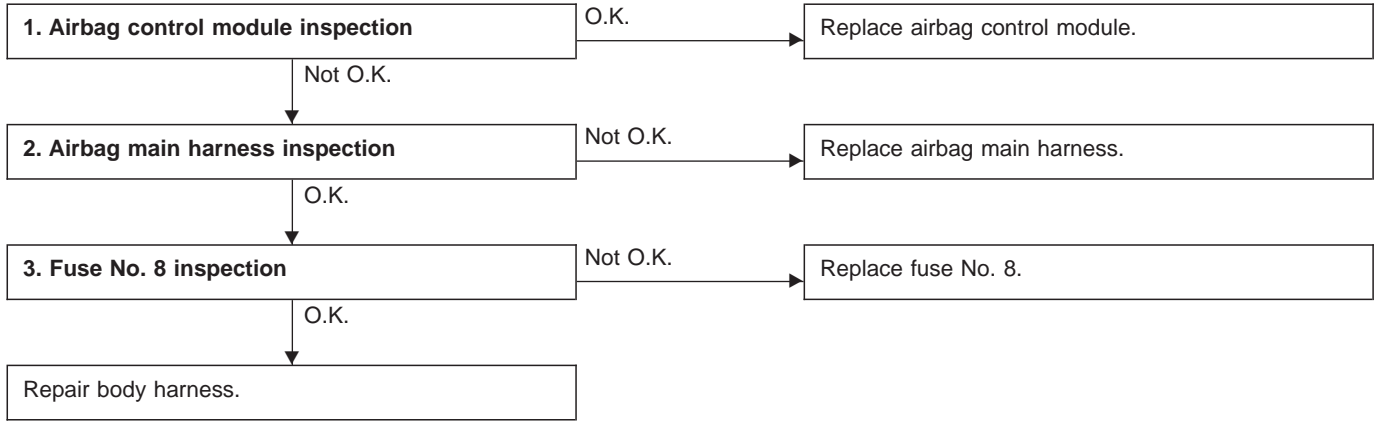 1. Airbag control module inspection
O.K.
Replace airbag control module.
Not O.K.
2. Airbag main harness inspection
Not O.K.
Replace airbag main harness.
O.K.
3. Fuse No. 8 inspection
Not O.K.
Replace fuse No. 8.
O.K.
Repair body harness.